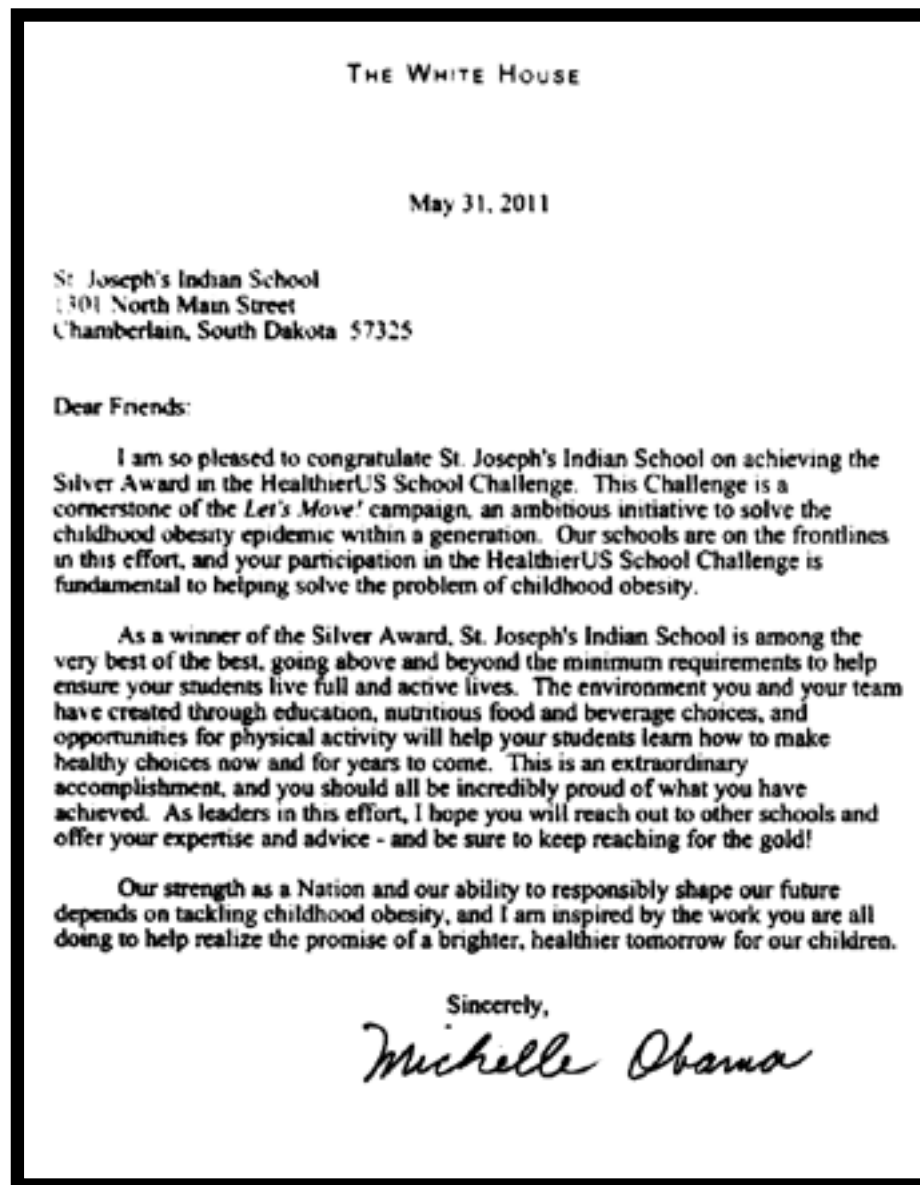 THE WHITE HOUSE
May 31, 2011
St. Joseph's Indian School
1301 North Main Street
Chamberlain, South Dakota 57325
Dear Friends:
I am so pleased to congratulate St. Joseph's Indian School on achieving the
Silver Award in the HealthierUS School Challenge. This Challenge is a
cornerstone of the Let's Move! campaign, an ambitious initiative to solve the
childhood obesity epidemic within a generation. Our schools are on the frontlines
in this effort, and your participation in the HealthierUS School Challenge is
fundamental to helping solve the problem of childhood obesity.
As a winner of the Silver Award, St. Joseph's Indian School is among the
very best of the best, going above and beyond the minimum requirements to help
ensure your students live full and active lives. The environment you and your team
have created through education, nutritious food and beverage choices, and
opportunities for physical activity will help your students learn how to make
healthy choices now and for years to come. This is an extraordinary
accomplishment, and you should all be incredibly proud of what you have
achieved. As leaders in this effort, I hope you will reach out to other schools and
offer your expertise and advice - and be sure to keep reaching for the gold!
Our strength as a Nation and our ability to responsibly shape our future
depends on tackling childhood obesity, and I am inspired by the work you are all
doing to help realize the promise of a brighter, healthier tomorrow for our children.
Sincerely,
Michelle Obama